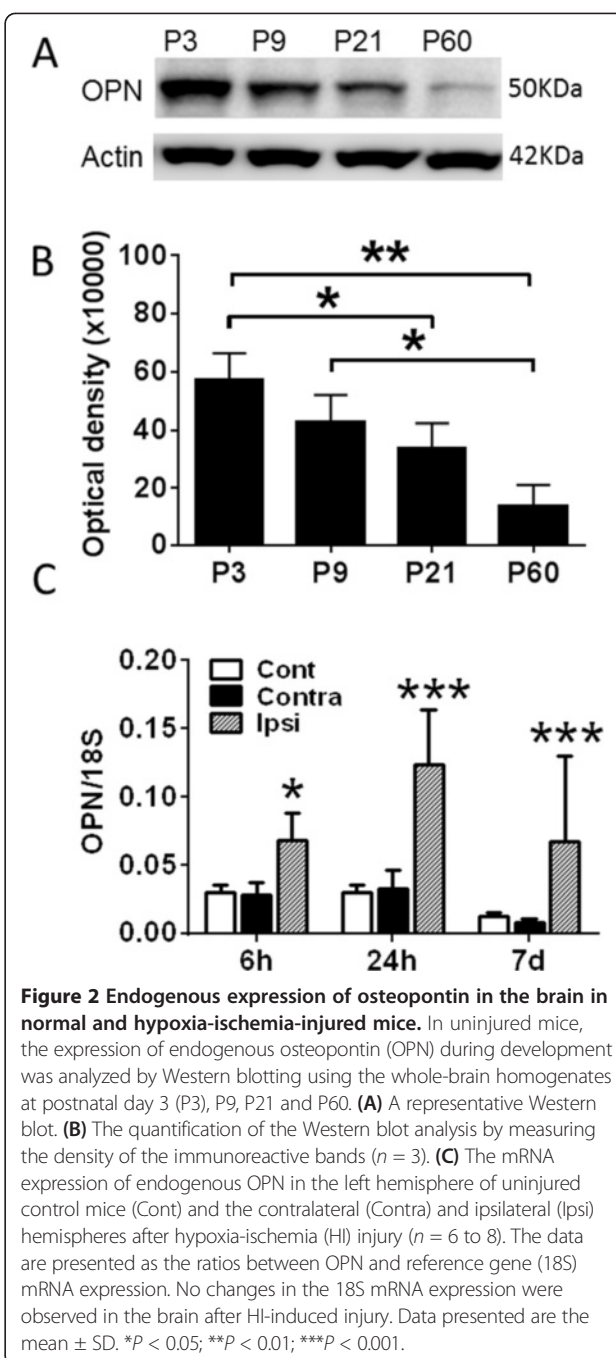 A
P3 P9 P21 P60
OPN 50KDa
Actin 42KDa
B
Optical density (x10000)
100
80
60
40
20
0
**
*
*
P3 P9 P21 P60
C
OPN/18S
0.20
0.15
0.10
0.05
0.00
Cont
Contra
Ipsi
*
***
***
6h 24h 7d
Figure 2 Endogenous expression of osteopontin in the brain in
normal and hypoxia-ischemia-injured mice. In uninjured mice,
the expression of endogenous osteopontin (OPN) during development
was analyzed by Western blotting using the whole-brain homogenates
at postnatal day 3 (P3), P9, P21 and P60. (A) A representative Western
blot. (B) The quantification of the Western blot analysis by measuring
the density of the immunoreactive bands (n = 3). (C) The mRNA
expression of endogenous OPN in the left hemisphere of uninjured
control mice (Cont) and the contralateral (Contra) and ipsilateral (Ipsi)
hemispheres after hypoxia-ischemia (HI) injury (n = 6 to 8). The data
are presented as the ratios between OPN and reference gene (18S)
mRNA expression. No changes in the 18S mRNA expression were
observed in the brain after HI-induced injury. Data presented are the
mean ± SD. *P < 0.05; **P < 0.01; ***P < 0.001.